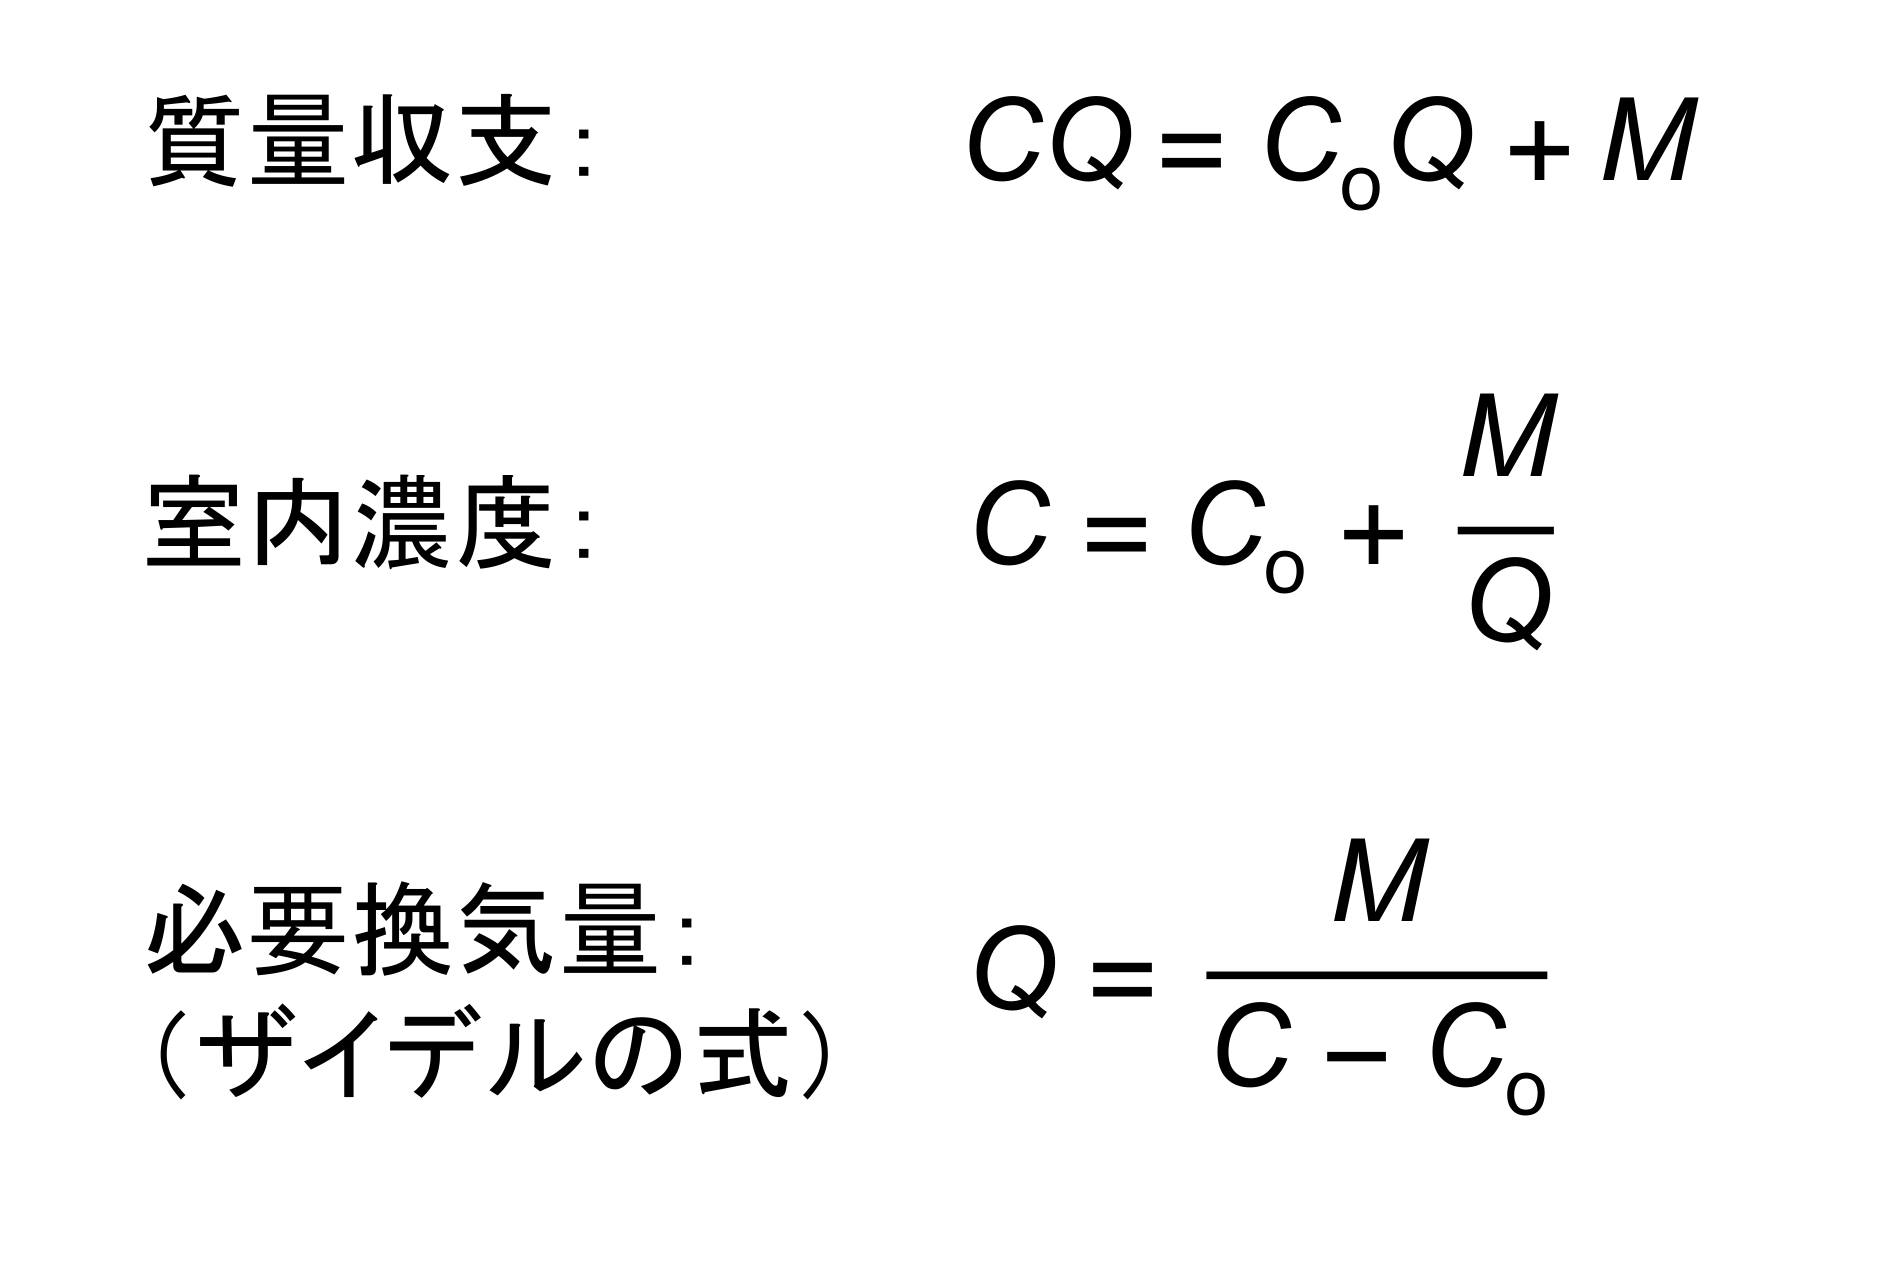 質量収支： CQ = CoQ + M
室内濃度： C = Co + M/Q
必要換気量： Q = M/(C − Co)
（ザイデルの式）